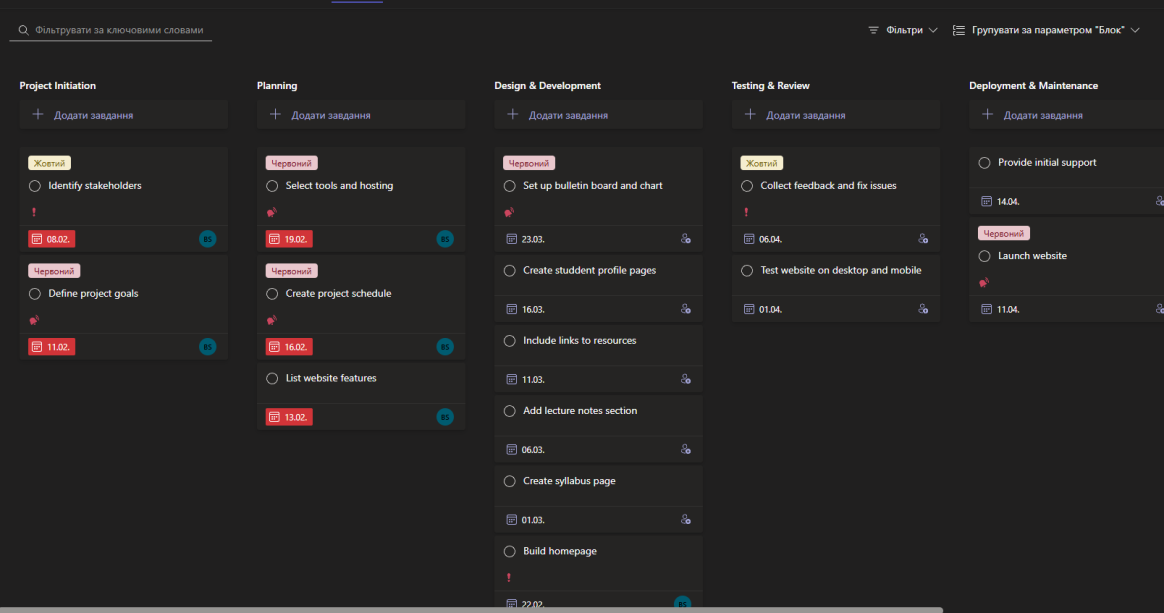 Фільтрувати за ключовими словами
Фільтри
Групувати за параметром "Блок"
Project Initiation
Додати завдання
Жовтий
Identify stakeholders
08.02.
BS
Червоний
Define project goals
11.02.
BS
Planning
Додати завдання
Червоний
Select tools and hosting
19.02.
BS
Червоний
Create project schedule
16.02.
BS
List website features
13.02.
BS
Design & Development
Додати завдання
Червоний
Set up bulletin board and chart
23.03.
Create studdent profile pages
16.03.
Include links to resources
11.03.
Add lecture notes section
06.03.
Create syllabus page
01.03.
Build homepage
22.02.
BS
Testing & Review
Додати завдання
Жовтий
Collect feedback and fix issues
06.04.
Test website on desktop and mobile
01.04.
Deployment & Maintenance
Додати завдання
Provide initial support
14.04.
Червоний
Launch website
11.04.